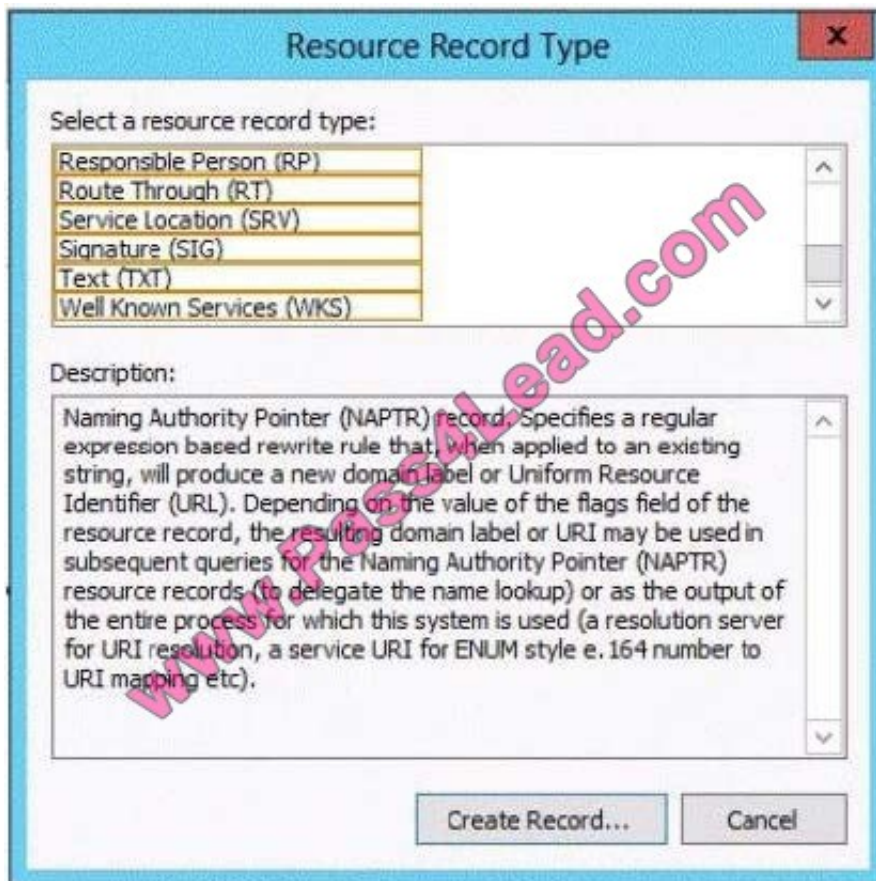 Resource Record Type
x
Select a resource record type:
Responsible Person (RP)
Route Through (RT)
Service Location (SRV)
Signature (SIG)
Text (TXT)
Well Known Services (WKS)
Description:
Naming Authority Pointer (NAPTR) record. Specifies a regular
expression based rewrite rule that, when applied to an existing
string, will produce a new domain label or Uniform Resource
Identifier (URL). Depending on the value of the flags field of the
resource record, the resulting domain label or URI may be used in
subsequent queries for the Naming Authority Pointer (NAPTR)
resource records (to delegate the name lookup) or as the output of
the entire process for which this system is used (a resolution server
for URI resolution, a service URI for ENUM style e. 164 number to
URI mapping etc).
www.Pass4Lead.com
Create Record...
Cancel